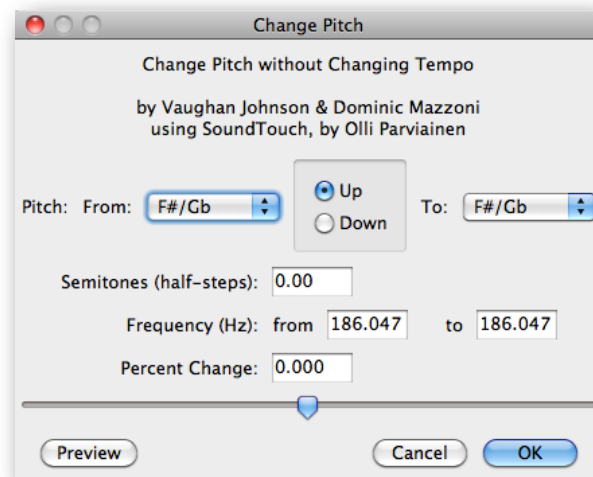 Change Pitch
Change Pitch without Changing Tempo
by Vaughan Johnson & Dominic Mazzoni
using SoundTouch, by Olli Parviainen
Pitch: From: F#/Gb Up To: F#/Gb
Down
Semitones (half-steps): 0.00
Frequency (Hz): from 186.047 to 186.047
Percent Change: 0.000
Preview Cancel OK